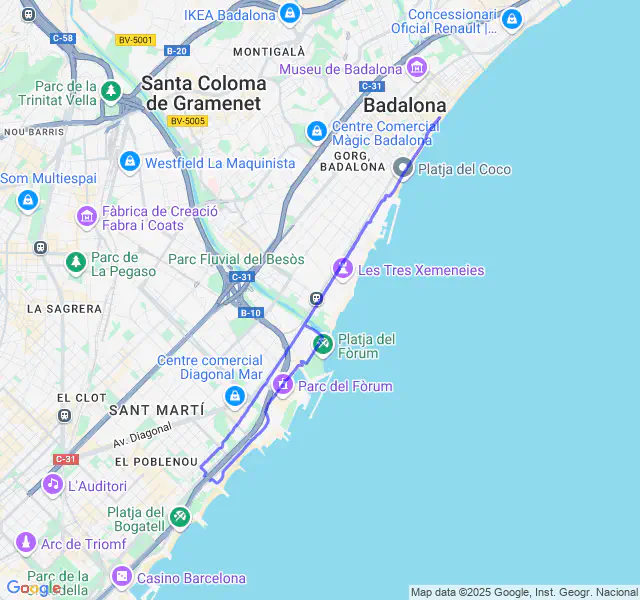 IKEA Badalona
Concessionari
Oficial Renault |...
C-58
BV-5001
B-20
MONTIGALÀ
Parc de la
Trinitat Vella
Santa Coloma
de Gramenet
Museu de Badalona
C-31
Badalona
BV-5005
NOU BARRIS
Centre Comercial
Màgic Badalona
Westfield La Maquinista
GORG,
BADALONA
Platja del Coco
Som Multiespai
Fàbrica de Creació
Fabra i Coats
Parc de
La Pegaso
Parc Fluvial del Besòs
C-31
Les Tres Xemeneies
LA SAGRERA
B-10
Platja del
Fòrum
Centre comercial
Diagonal Mar
Parc del Fòrum
EL CLOT
SANT MARTÍ
Av. Diagonal
C-31
EL POBLENOU
L'Auditori
Platja del
Bogatell
Arc de Triomf
Parc de la
Casino Barcelona
Google
Map data ©2025 Google, Inst. Geogr. Nacional